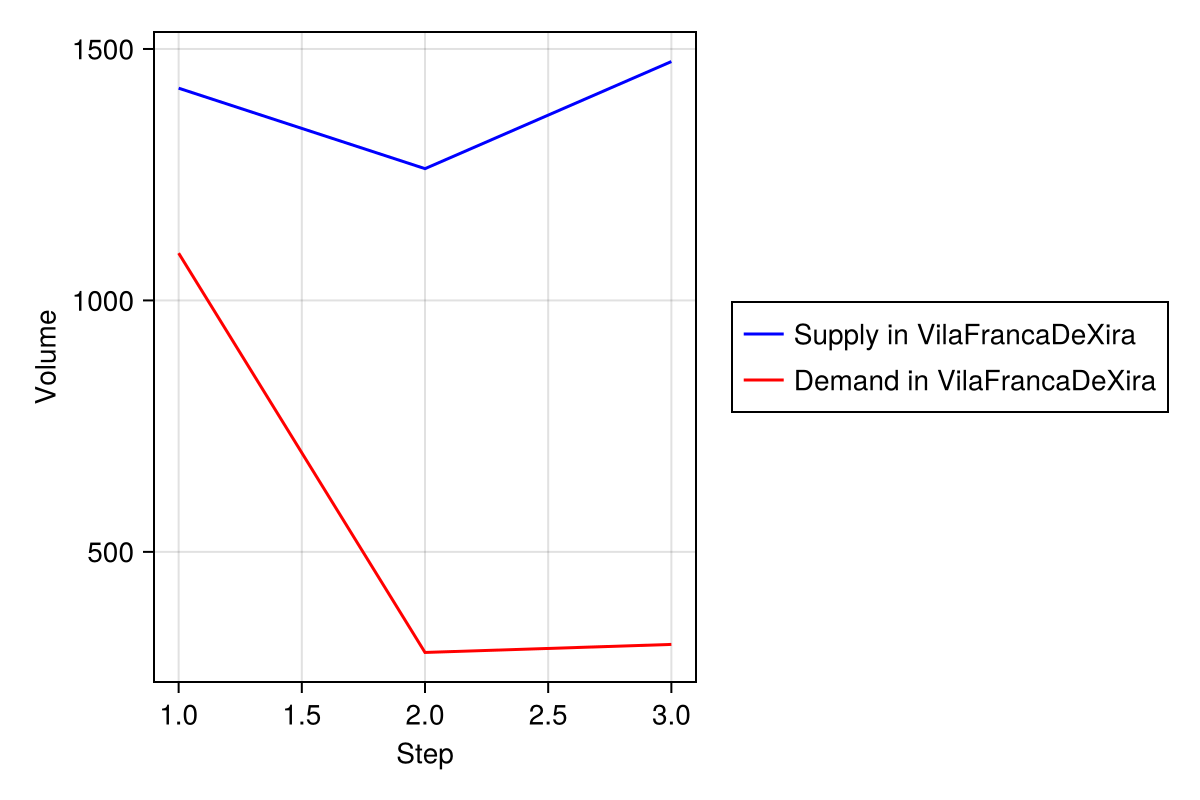 1500
1000
500
Volume
1.0 1.5 2.0 2.5 3.0
Step
Supply in VilaFrancaDeXira
Demand in VilaFrancaDeXira